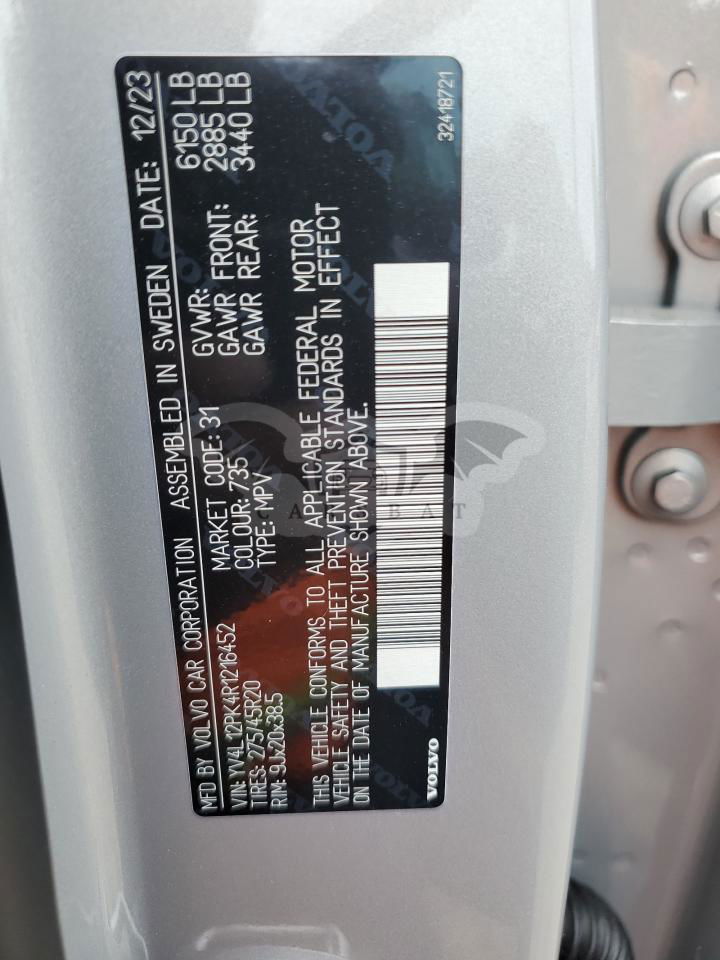 MFD BY VOLVO CAR CORPORATION ASSEMBLED IN SWEDEN DATE: 12/23
VIN: YV4L12PK4R1216452 MARKET CODE: 31 GVWR: 6150 LB
TIRES: 275/45R20 COLOUR: 735 GAWR FRONT: 2885 LB
RIM: 9Jx20x38.5 TYPE: MPV GAWR REAR: 3440 LB
THIS VEHICLE CONFORMS TO ALL APPLICABLE FEDERAL MOTOR
VEHICLE SAFETY AND THEFT PREVENTION STANDARDS IN EFFECT
ON THE DATE OF MANUFACTURE SHOWN ABOVE.
VOLVO 32418721